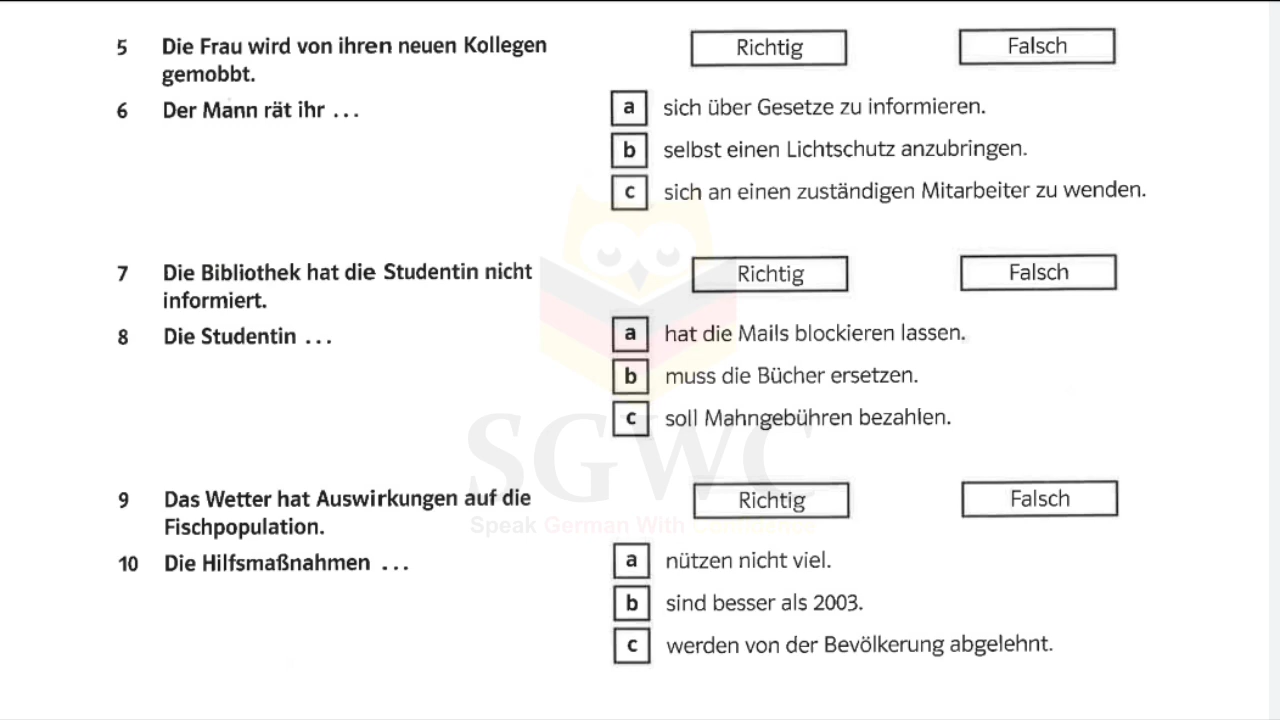 5 Die Frau wird von ihren neuen Kollegen Richtig Falsch
gemobbt.
6 Der Mann rät ihr ... a sich über Gesetze zu informieren.
b selbst einen Lichtschutz anzubringen.
c sich an einen zuständigen Mitarbeiter zu wenden.
7 Die Bibliothek hat die Studentin nicht Richtig Falsch
informiert.
8 Die Studentin ... a hat die Mails blockieren lassen.
b muss die Bücher ersetzen.
c soll Mahngebühren bezahlen.
SGWC
9 Das Wetter hat Auswirkungen auf die Richtig Falsch
Fischpopulation.
Speak German With
10 Die Hilfsmaßnahmen ... a nützen nicht viel.
b sind besser als 2003.
c werden von der Bevölkerung abgelehnt.